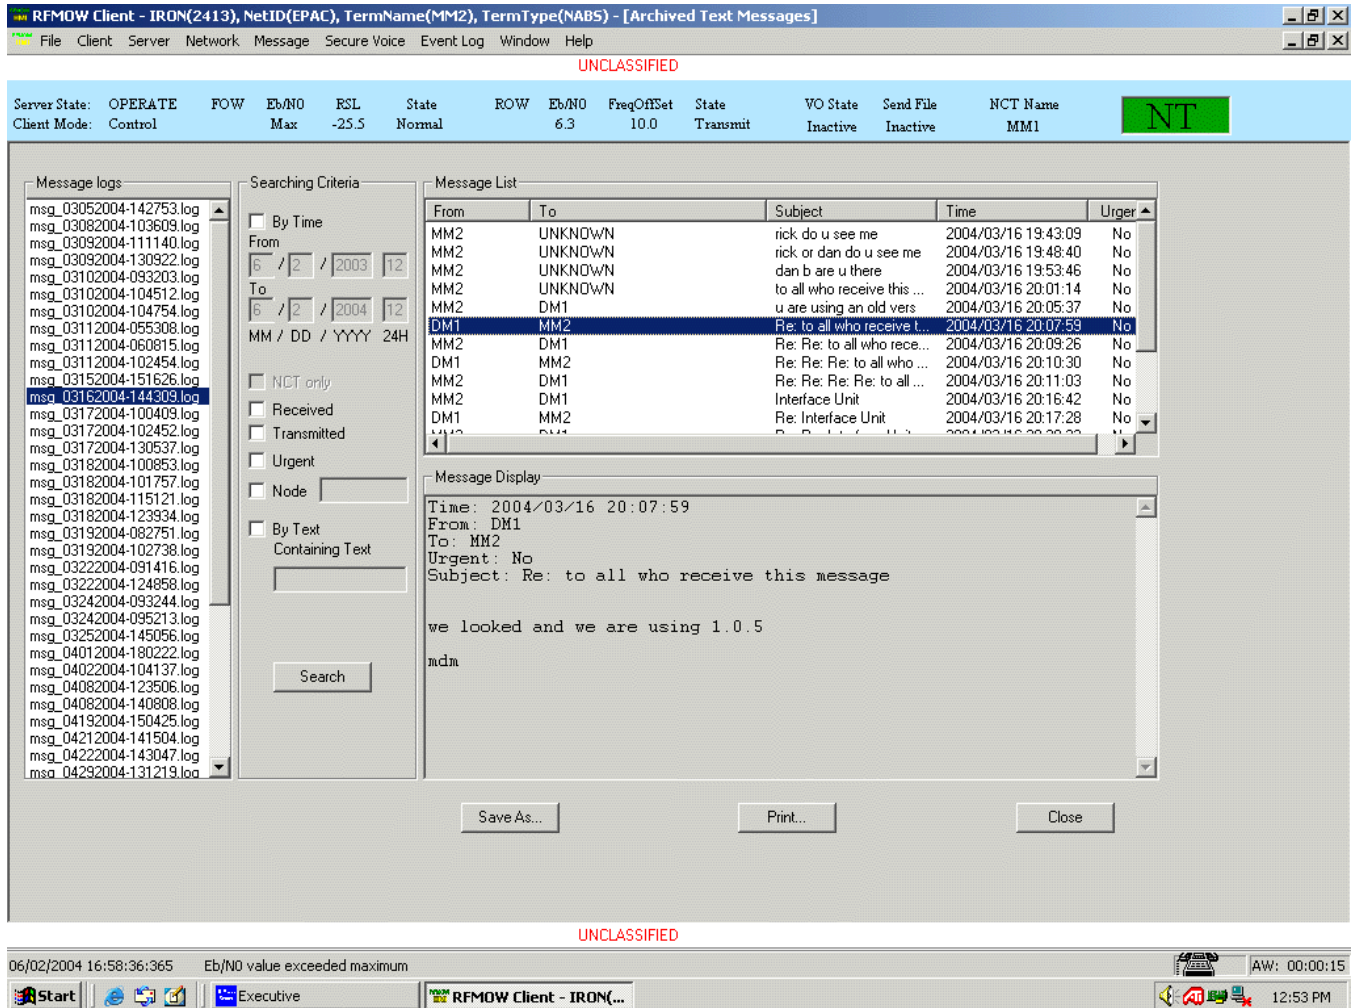 RFMOW Client - IRON(2413), NetID(EPAC), TermName(MM2), TermType(NABS) - [Archived Text Messages]
File Client Server Network Message Secure Voice Event Log Window Help
UNCLASSIFIED
Server State: OPERATE FOW Eb/N0 RSL State ROW Eb/N0 FreqOffSet State VO State Send File NCT Name
Client Mode: Control Max -25.5 Normal 6.3 10.0 Transmit Inactive Inactive MM1
NT
Message logs
msg_03052004-142753.log
msg_03082004-103609.log
msg_03092004-111140.log
msg_03092004-130922.log
msg_03102004-093203.log
msg_03102004-104512.log
msg_03102004-104754.log
msg_03112004-055308.log
msg_03112004-060815.log
msg_03112004-102454.log
msg_03152004-151626.log
msg_03162004-144309.log
msg_03172004-100409.log
msg_03172004-102452.log
msg_03172004-130537.log
msg_03182004-100853.log
msg_03182004-101757.log
msg_03182004-115121.log
msg_03182004-123934.log
msg_03192004-082751.log
msg_03192004-102738.log
msg_03222004-091416.log
msg_03222004-124858.log
msg_03242004-093244.log
msg_03242004-095213.log
msg_03252004-145056.log
msg_04012004-180222.log
msg_04022004-104137.log
msg_04082004-123506.log
msg_04082004-140808.log
msg_04192004-150425.log
msg_04212004-141504.log
msg_04222004-143047.log
msg_04292004-131219.log
Searching Criteria
By Time
From
6 / 2 / 2003 12
To
6 / 2 / 2004 12
MM / DD / YYYY 24H
NCT only
Received
Transmitted
Urgent
Node
By Text
Containing Text
Search
Message List
From To Subject Time Urger
MM2 UNKNOWN rick do u see me 2004/03/16 19:43:09 No
MM2 UNKNOWN rick or dan do u see me 2004/03/16 19:48:40 No
MM2 UNKNOWN dan b are u there 2004/03/16 19:53:46 No
MM2 UNKNOWN to all who receive this ... 2004/03/16 20:01:14 No
MM2 DM1 u are using an old vers 2004/03/16 20:05:37 No
DM1 MM2 Re: to all who receive t... 2004/03/16 20:07:59 No
MM2 DM1 Re: Re: to all who rece... 2004/03/16 20:09:26 No
DM1 MM2 Re: Re: Re: to all who ... 2004/03/16 20:10:30 No
MM2 DM1 Re: Re: Re: Re: to all ... 2004/03/16 20:11:03 No
MM2 DM1 Interface Unit 2004/03/16 20:16:42 No
DM1 MM2 Re: Interface Unit 2004/03/16 20:17:28 No
Message Display
Time: 2004/03/16 20:07:59
From: DM1
To: MM2
Urgent: No
Subject: Re: to all who receive this message
we looked and we are using 1.0.5
mdm
Save As... Print... Close
UNCLASSIFIED
06/02/2004 16:58:36:365 Eb/N0 value exceeded maximum AW: 00:00:15
Start Executive RFMOW Client - IRON(... 12:53 PM